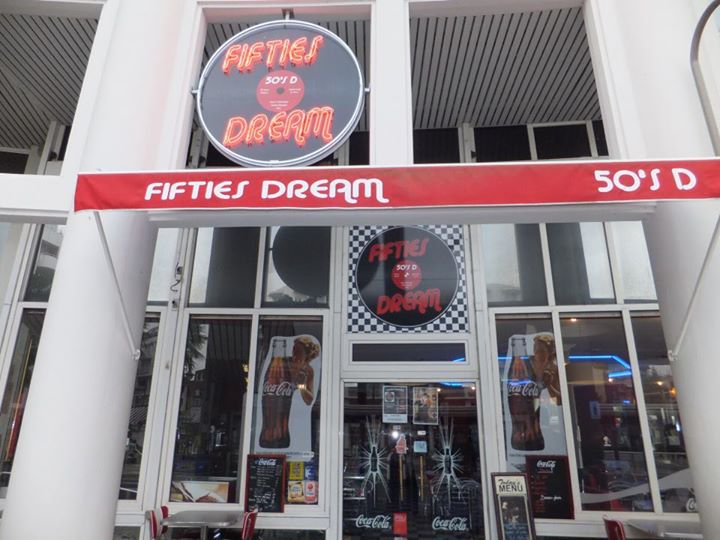 FIFTIES
50'S D
DREAM
FIFTIES DREAM
50'S D
FIFTIES
50'S D
DREAM
Coca-Cola
Coca-Cola
Coca-Cola
Coca-Cola
Today's
MENU
Coca-Cola
Coca-Cola